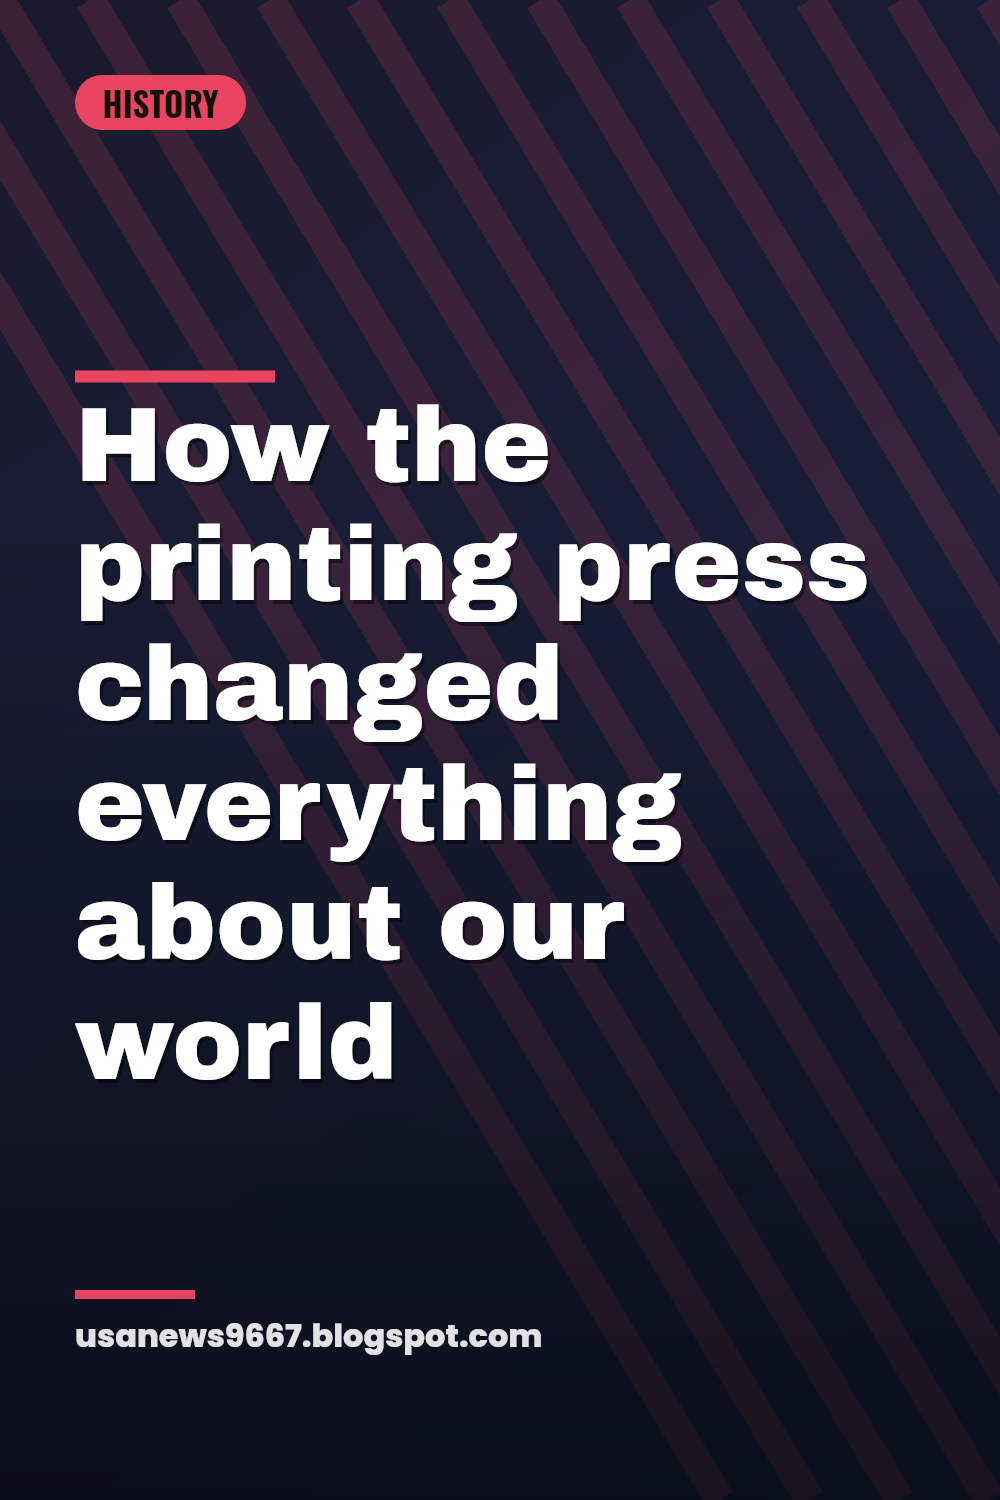 HISTORY
How the
printing press
changed
everything
about our
world
usanews9667.blogspot.com